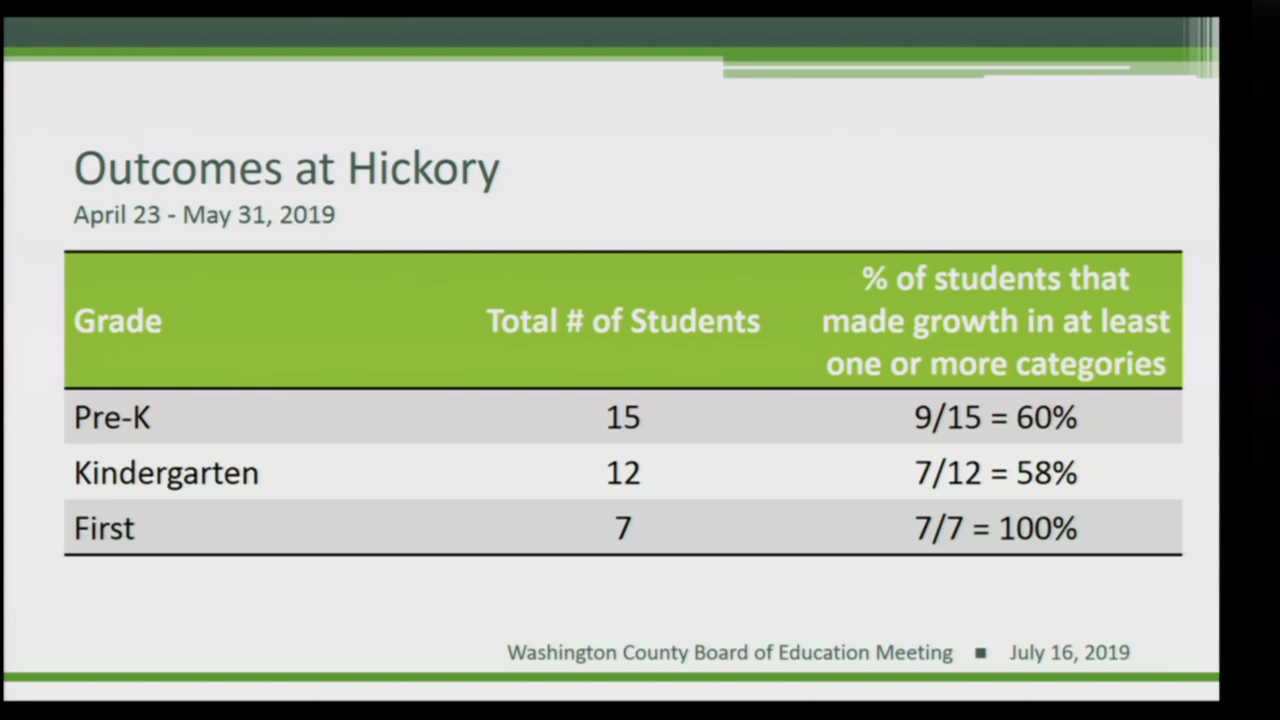 Outcomes at Hickory
April 23 - May 31, 2019
Grade
Total # of Students
% of students that
made growth in at least
one or more categories
Pre-K 15 9/15 = 60%
Kindergarten 12 7/12 = 58%
First 7 7/7 = 100%
Washington County Board of Education Meeting ■ July 16, 2019